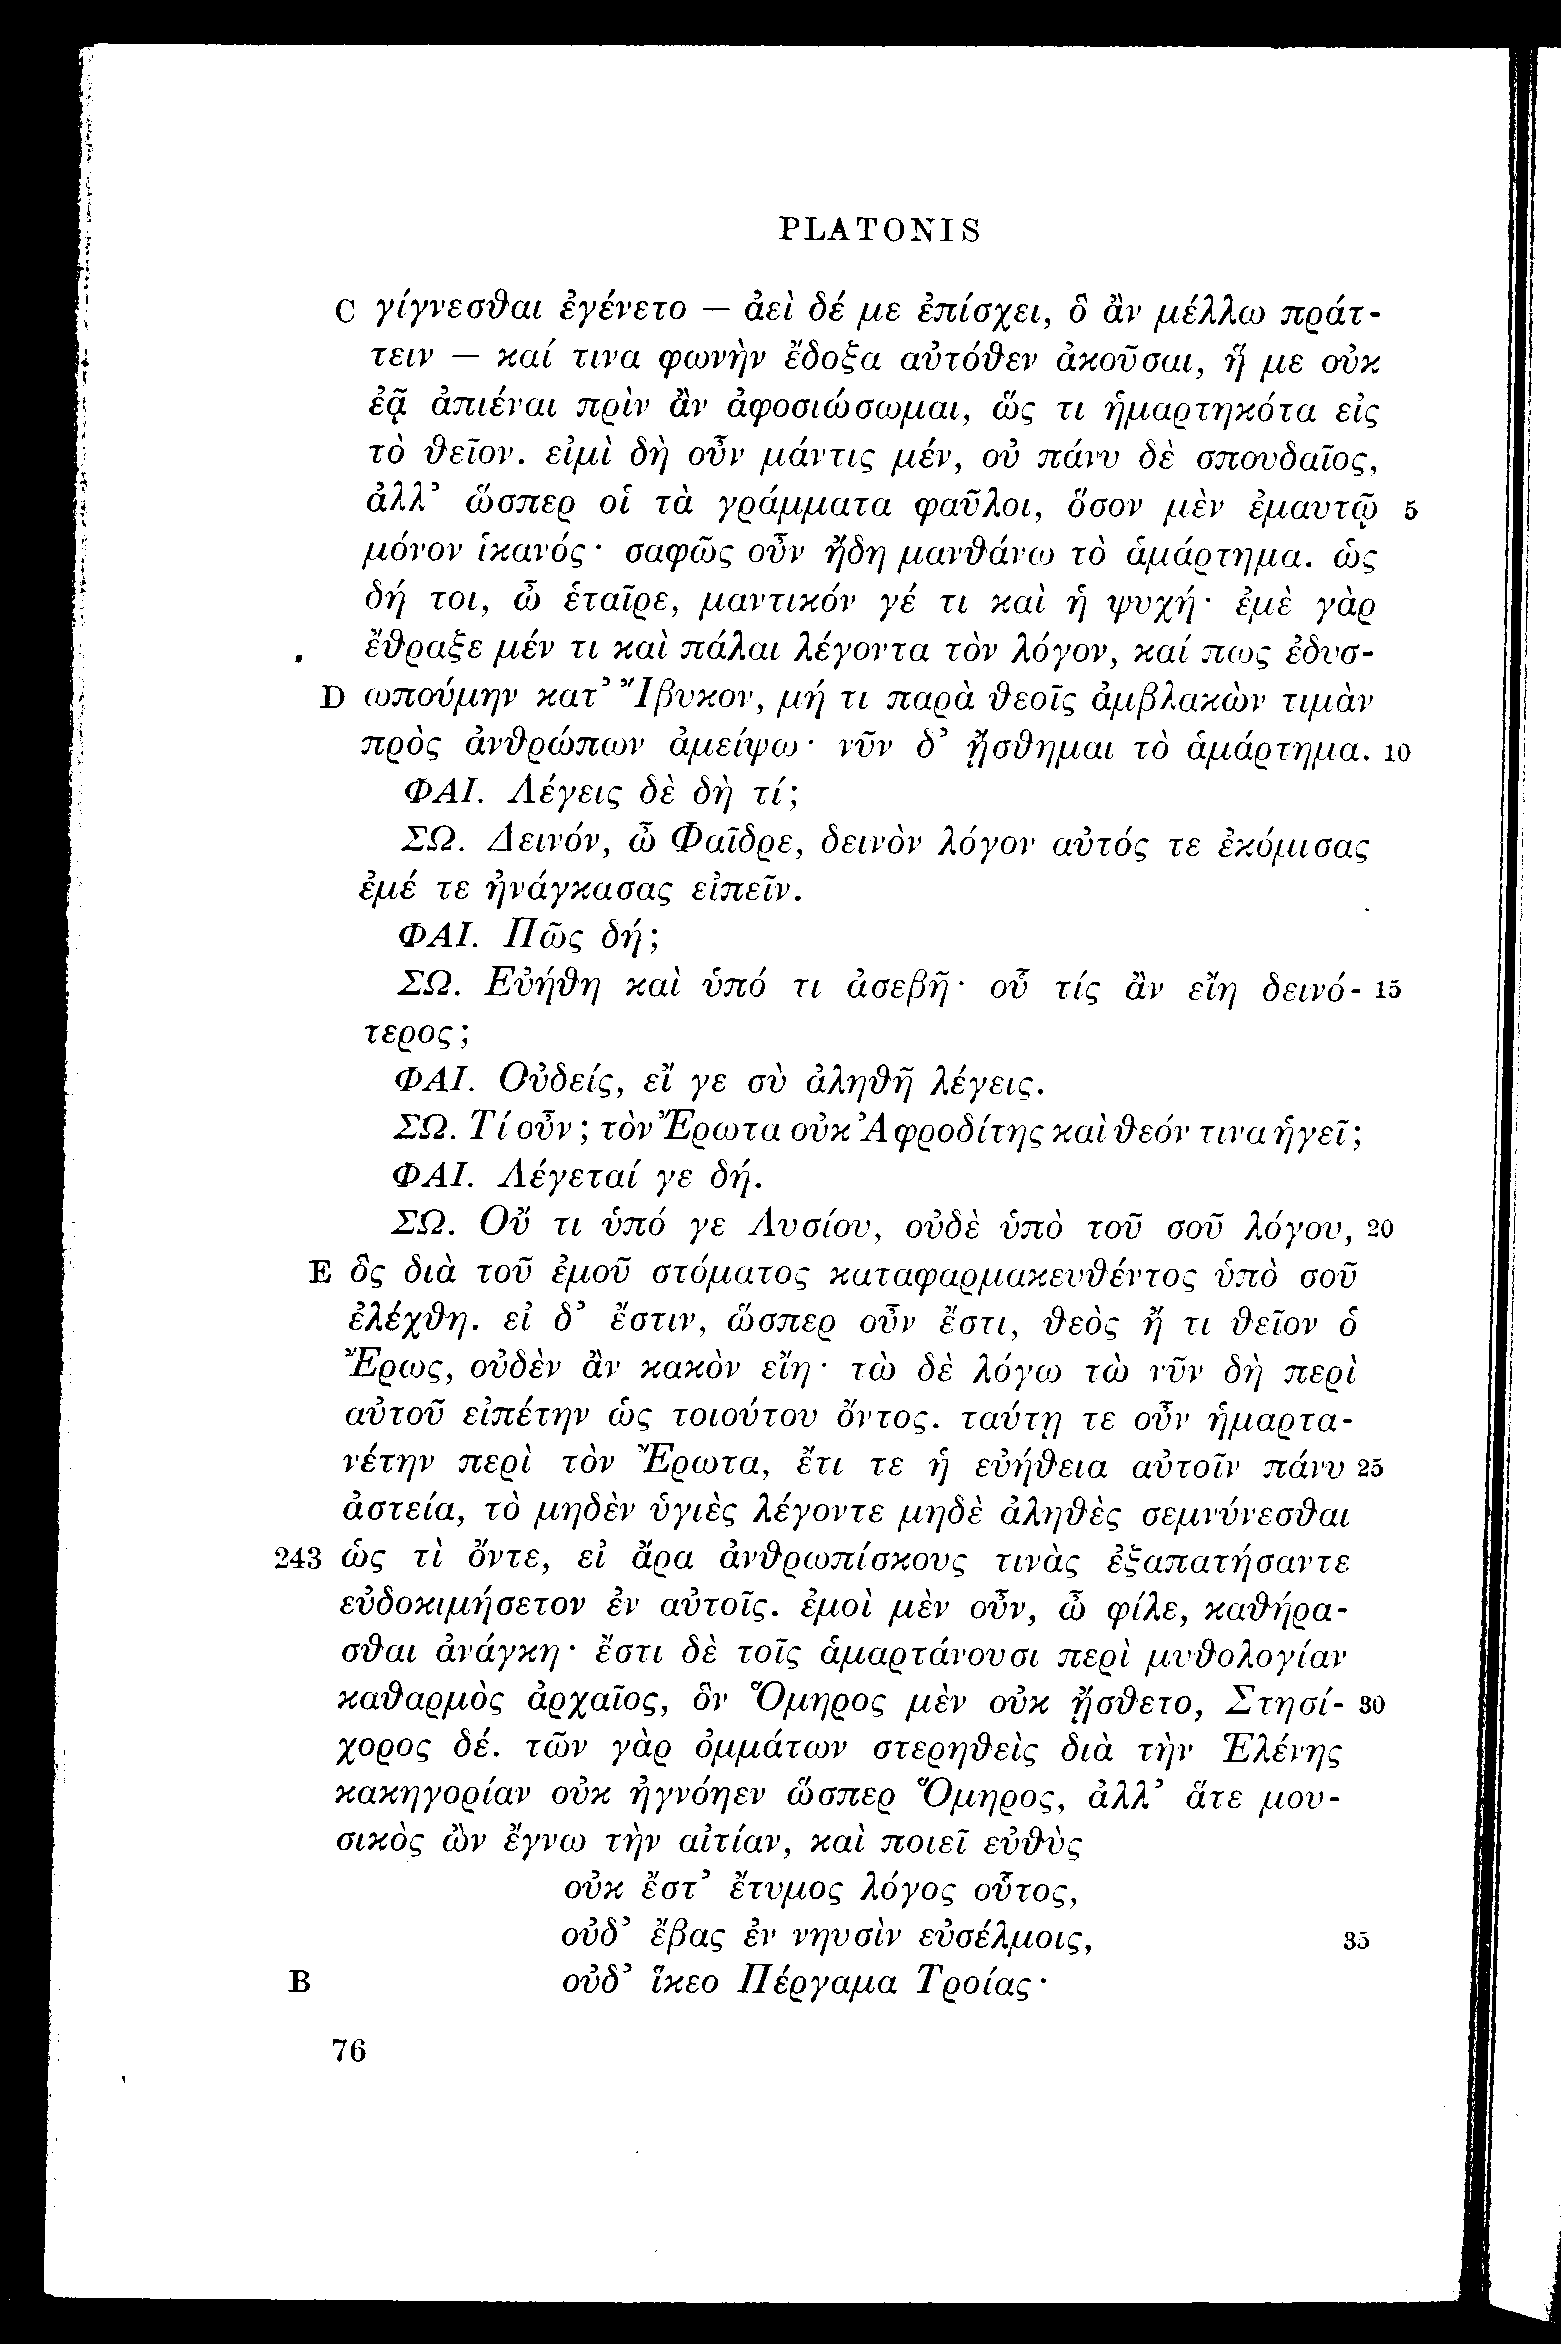 PLATONIS
C γίγνεσθαι ἐγένετο — ἀεὶ δέ με ἐπίσχει, ὃ ἂν μέλλω πράτ-
τειν — καί τινα φωνὴν ἔδοξα αὐτόθεν ἀκοῦσαι, ἥ με οὐκ
ἐᾷ ἀπιέναι πρὶν ἂν ἀφοσιώσωμαι, ὥς τι ἡμαρτηκότα εἰς
τὸ θεῖον. εἰμὶ δὴ οὖν μάντις μέν, οὐ πάνυ δὲ σπουδαῖος,
ἀλλ’ ὥσπερ οἱ τὰ γράμματα φαῦλοι, ὅσον μὲν ἐμαυτῷ 5
μόνον ἱκανός· σαφῶς οὖν ἤδη μανθάνω τὸ ἁμάρτημα. ὡς
δή τοι, ὦ ἑταῖρε, μαντικόν γέ τι καὶ ἡ ψυχή· ἐμὲ γὰρ
ἔθραξε μέν τι καὶ πάλαι λέγοντα τὸν λόγον, καί πως ἐδυσ-
D ωπούμην κατ’ Ἴβυκον, μή τι παρὰ θεοῖς ἀμβλακὼν τιμὰν
πρὸς ἀνθρώπων ἀμείψω· νῦν δ’ ᾔσθημαι τὸ ἁμάρτημα. 10
ΦΑΙ. Λέγεις δὲ δὴ τί;
ΣΩ. Δεινόν, ὦ Φαῖδρε, δεινὸν λόγον αὐτός τε ἐκόμισας
ἐμέ τε ἠνάγκασας εἰπεῖν.
ΦΑΙ. Πῶς δή;
ΣΩ. Εὐήθη καὶ ὑπό τι ἀσεβῆ· οὗ τίς ἂν εἴη δεινό- 15
τερος;
ΦΑΙ. Οὐδείς, εἴ γε σὺ ἀληθῆ λέγεις.
ΣΩ. Τί οὖν; τὸν Ἔρωτα οὐκ Ἀφροδίτης καὶ θεόν τινα ἡγεῖ;
ΦΑΙ. Λέγεταί γε δή.
ΣΩ. Οὔ τι ὑπό γε Λυσίου, οὐδὲ ὑπὸ τοῦ σοῦ λόγου, 20
E ὃς διὰ τοῦ ἐμοῦ στόματος καταφαρμακευθέντος ὑπὸ σοῦ
ἐλέχθη. εἰ δ’ ἔστιν, ὥσπερ οὖν ἔστι, θεὸς ἤ τι θεῖον ὁ
Ἔρως, οὐδὲν ἂν κακὸν εἴη· τὼ δὲ λόγω τὼ νῦν δὴ περὶ
αὐτοῦ εἰπέτην ὡς τοιούτου ὄντος. ταύτῃ τε οὖν ἡμαρτα-
νέτην περὶ τὸν Ἔρωτα, ἔτι τε ἡ εὐήθεια αὐτοῖν πάνυ 25
ἀστεία, τὸ μηδὲν ὑγιὲς λέγοντε μηδὲ ἀληθὲς σεμνύνεσθαι
243 ὡς τὶ ὄντε, εἰ ἄρα ἀνθρωπίσκους τινὰς ἐξαπατήσαντε
εὐδοκιμήσετον ἐν αὐτοῖς. ἐμοὶ μὲν οὖν, ὦ φίλε, καθήρα-
σθαι ἀνάγκη· ἔστι δὲ τοῖς ἁμαρτάνουσι περὶ μυθολογίαν
καθαρμὸς ἀρχαῖος, ὃν Ὅμηρος μὲν οὐκ ᾔσθετο, Στησί- 30
χορος δέ. τῶν γὰρ ὀμμάτων στερηθεὶς διὰ τὴν Ἑλένης
κακηγορίαν οὐκ ἠγνόησεν ὥσπερ Ὅμηρος, ἀλλ’ ἅτε μου-
σικὸς ὢν ἔγνω τὴν αἰτίαν, καὶ ποιεῖ εὐθὺς
οὐκ ἔστ’ ἔτυμος λόγος οὗτος,
οὐδ’ ἔβας ἐν νηυσὶν εὐσέλμοις, 35
B οὐδ’ ἵκεο Πέργαμα Τροίας·
76